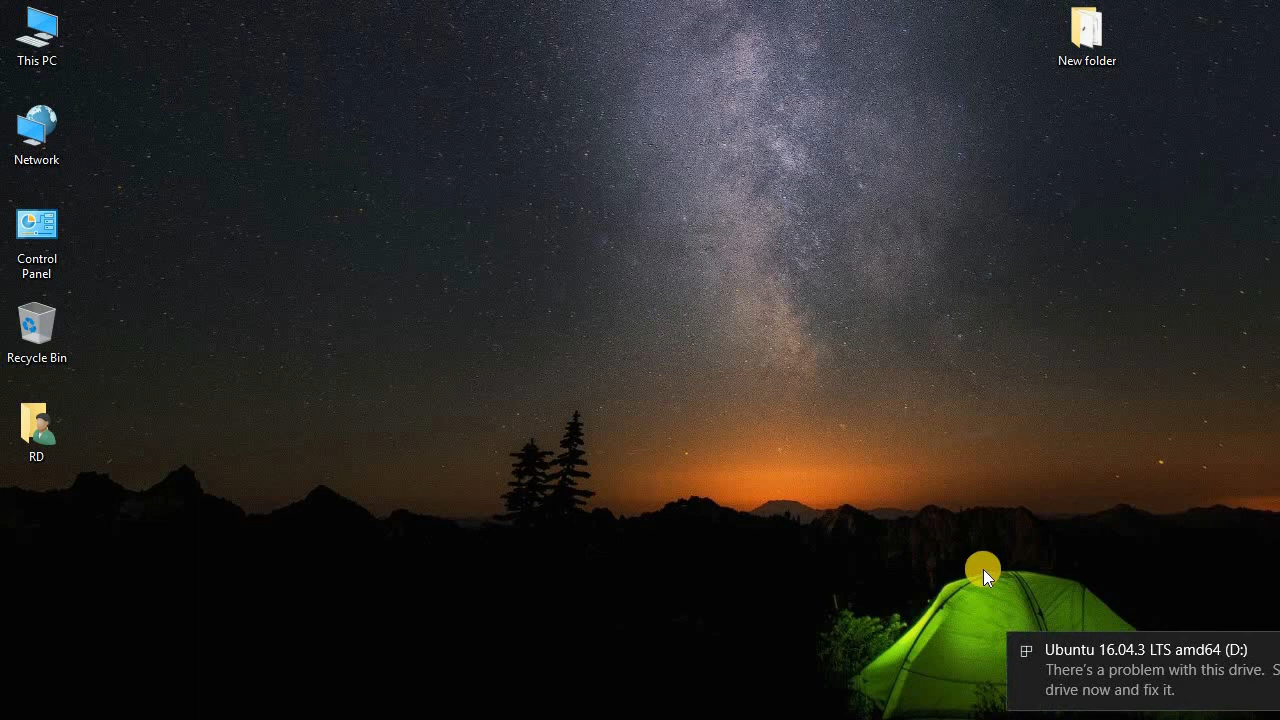 This PC
New folder
Network
Control
Panel
Recycle Bin
RD
Ubuntu 16.04.3 LTS amd64 (D:)
There's a problem with this drive. S
drive now and fix it.